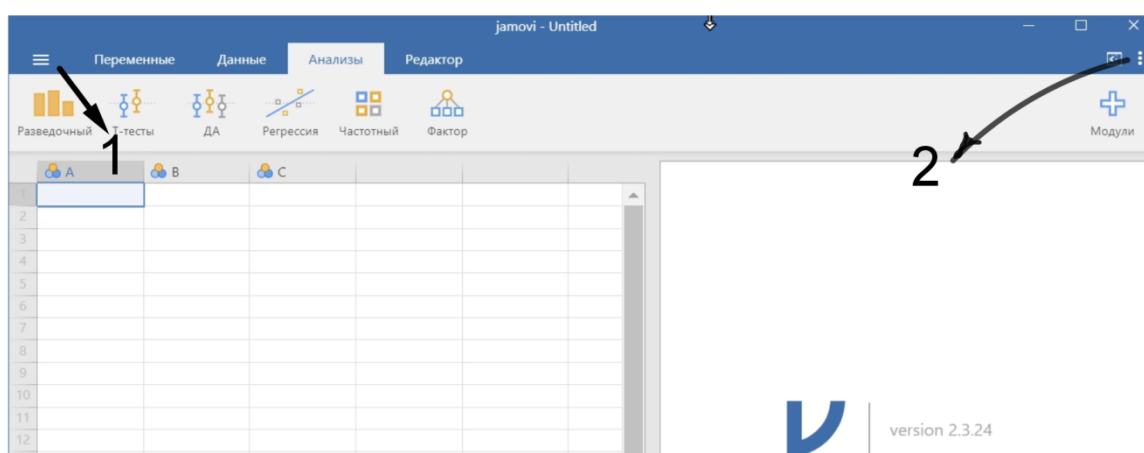 jamovi - Untitled
Переменные Данные Анализы Редактор
Разведочный Т-тесты ДА Регрессия Частотный Фактор Модули
1 2
A B C
1
2
3
4
5
6
7
8
9
10
11
12
version 2.3.24